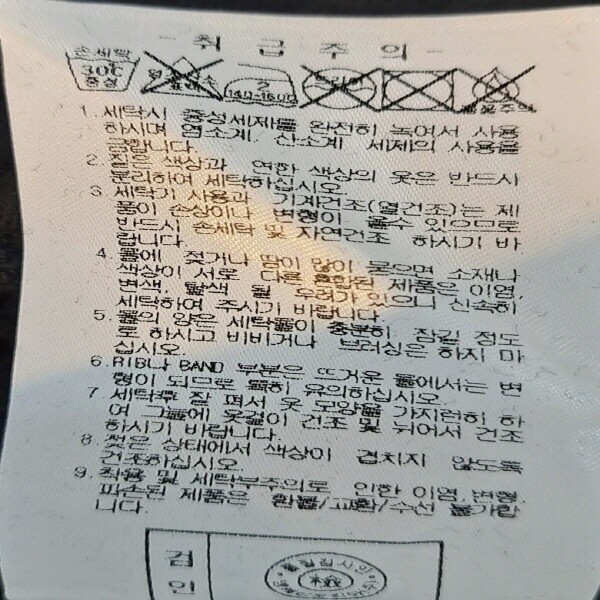 - 취 급 주 의 -
손세탁
30℃
중성
2
140~160℃
1. 세탁시 중성세제를 완전히 녹여서 사용
하시며 염소계, 산소계 세제의 사용을
바랍니다.
2. 짙은 색상과 연한 색상의 옷은 반드시
분리하여 세탁하십시오.
3. 세탁기 사용과 기계건조(열건조)는 제
품이 손상이나 변형이 올수 있으므로
반드시 손세탁 및 자연건조 하시기 바
랍니다.
4. 물에 젖거나 땀이 많이 묻으면 소재나
색상이 서로 다른 혼합된 제품은 이염,
변색, 탈색 될 우려가 있으니 신속히
세탁하여 주시기 바랍니다.
5. 물의 양은 세탁물이 충분히 잠길 정도
로 하시고 비비거나 브러싱은 하지 마
십시오.
6. RIB나 BAND 부분은 뜨거운 물에서는 변
형이 되므로 특히 유의하십시오.
7. 세탁후 잘 펴서 옷 모양을 가지런히 하
여 그늘에 옷걸이 건조 및 뉘어서 건조
하시기 바랍니다.
8. 젖은 상태에서 색상이 겹치지 않도록
건조하십시오.
9. 착용 및 세탁부주의로 인한 이염,변형,
파손된 제품은 환불/교환/수선 불가합
니다.
검
인